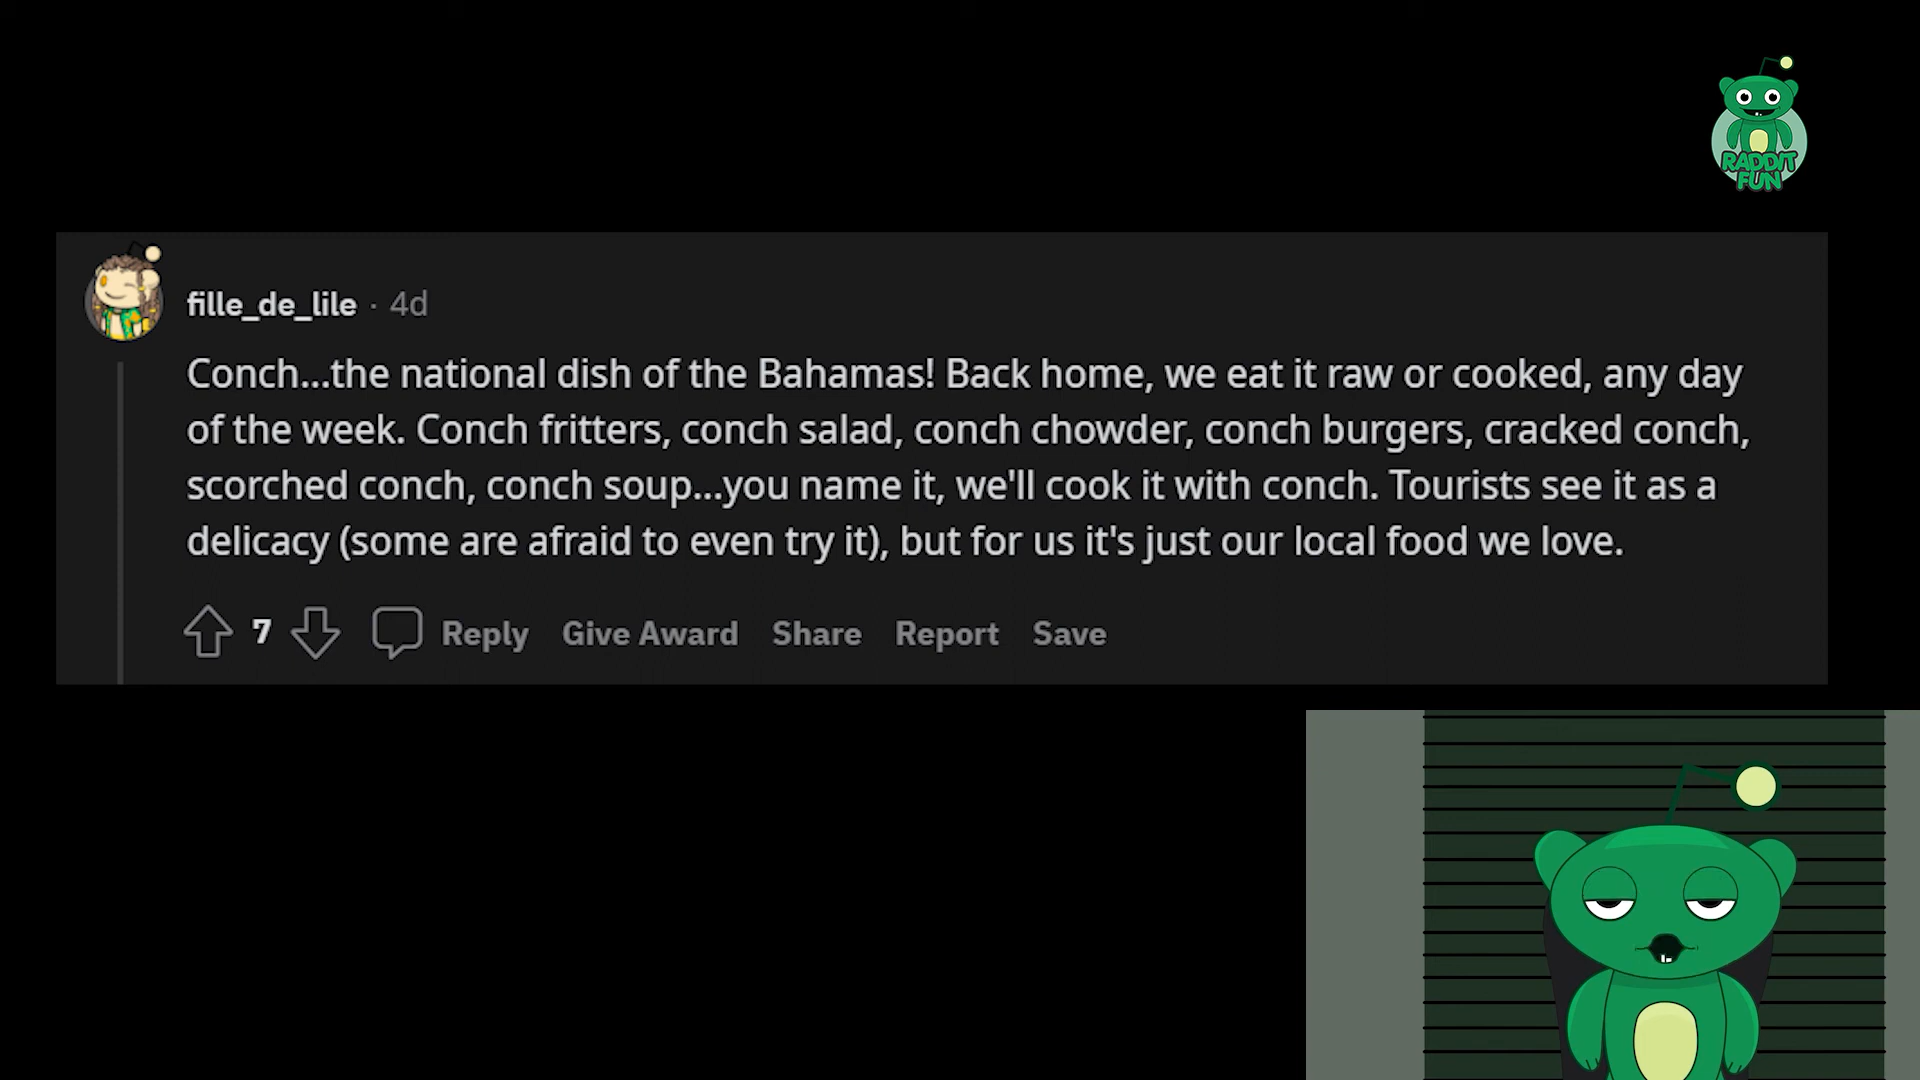 RADDIT
FUN
fille_de_lile · 4d
Conch...the national dish of the Bahamas! Back home, we eat it raw or cooked, any day
of the week. Conch fritters, conch salad, conch chowder, conch burgers, cracked conch,
scorched conch, conch soup...you name it, we'll cook it with conch. Tourists see it as a
delicacy (some are afraid to even try it), but for us it's just our local food we love.
7 Reply Give Award Share Report Save